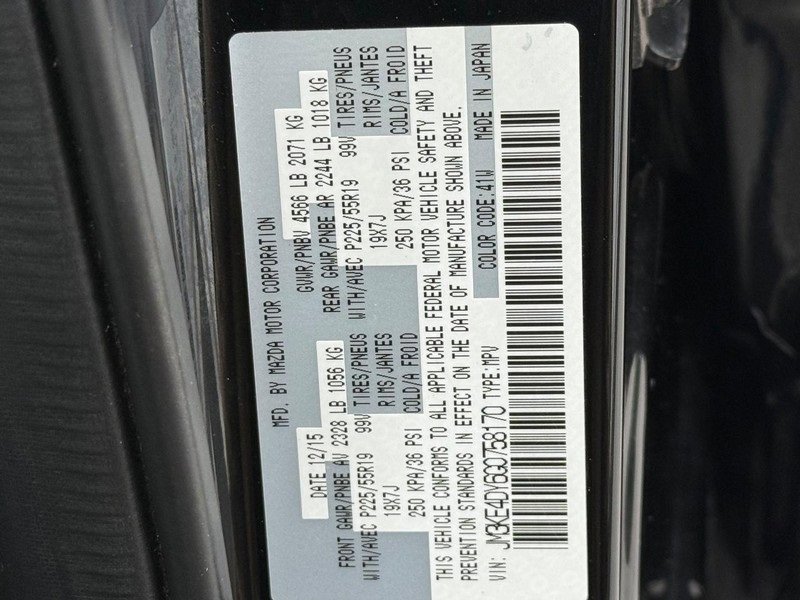 MFD. BY MAZDA MOTOR CORPORATION
DATE 12/15 GVWR/PNBV 4566 LB 2071 KG
FRONT GAWR/PNBE AV 2328 LB 1056 KG REAR GAWR/PNBE AR 2244 LB 1018 KG
WITH/AVEC P225/55R19 99V TIRES/PNEUS WITH/AVEC P225/55R19 99V TIRES/PNEUS
19X7J RIMS/JANTES 19X7J RIMS/JANTES
250 KPA/36 PSI COLD/A FROID 250 KPA/36 PSI COLD/A FROID
THIS VEHICLE CONFORMS TO ALL APPLICABLE FEDERAL MOTOR VEHICLE SAFETY AND THEFT
PREVENTION STANDARDS IN EFFECT ON THE DATE OF MANUFACTURE SHOWN ABOVE.
VIN: JM3KE4DY6G0758170 TYPE:MPV COLOR CODE:41W MADE IN JAPAN